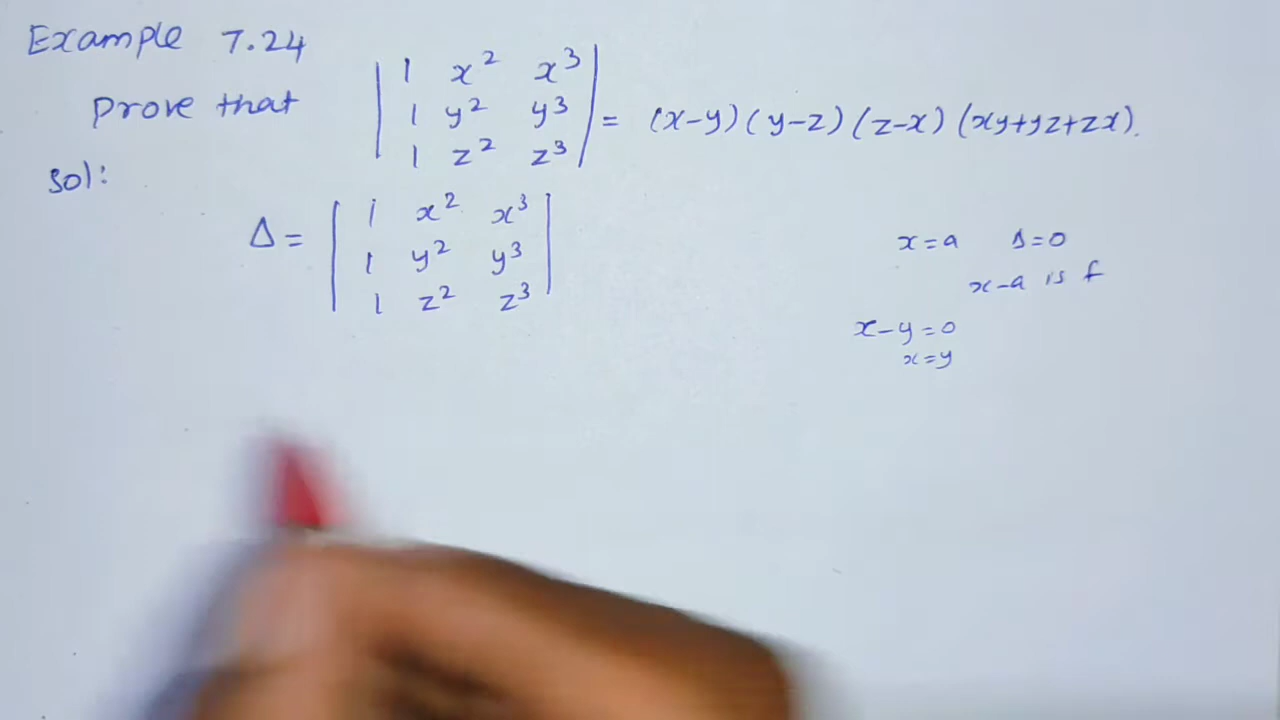 Example 7.24
Prove that | 1 x² x³ |
| 1 y² y³ | = (x-y)(y-z)(z-x)(xy+yz+zx).
| 1 z² z³ |
Sol:
Δ = | 1 x² x³ |
| 1 y² y³ |
| 1 z² z³ |
x=a Δ=0
x-a is f
x-y=0
x=y